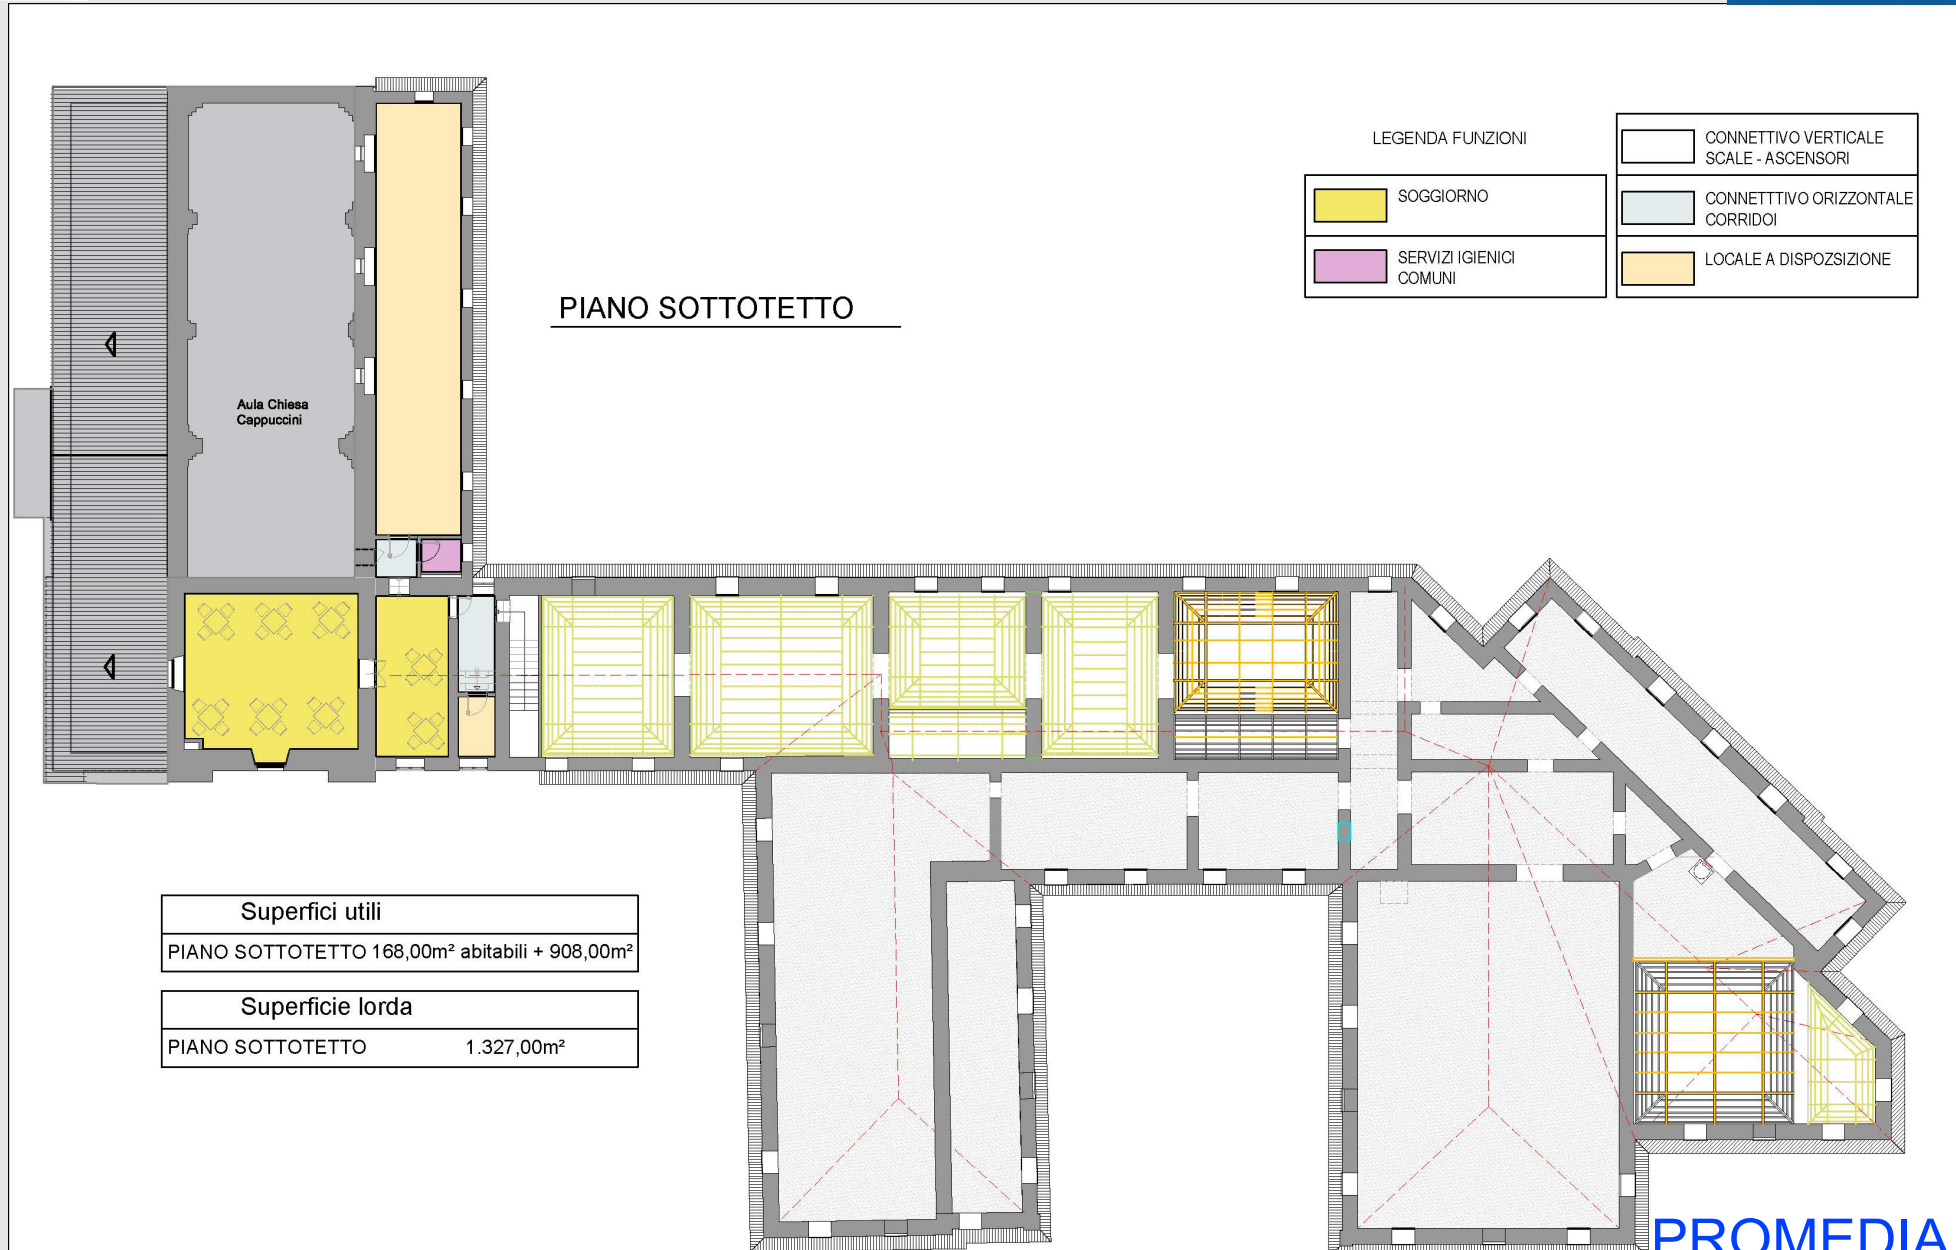 LEGENDA FUNZIONI
SOGGIORNO
SERVIZI IGIENICI
COMUNI
CONNETTIVO VERTICALE
SCALE - ASCENSORI
CONNETTTIVO ORIZZONTALE
CORRIDOI
LOCALE A DISPOZSIZIONE
PIANO SOTTOTETTO
Aula Chiesa
Cappuccini
Superfici utili
PIANO SOTTOTETTO 168,00m² abitabili + 908,00m²
Superficie lorda
PIANO SOTTOTETTO 1.327,00m²
PROMEDIA